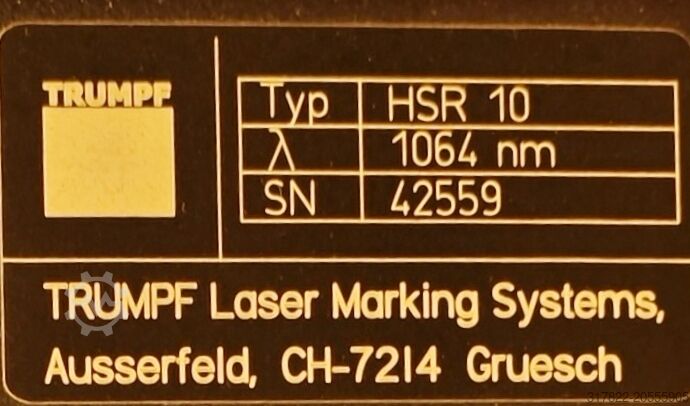 TRUMPF
Typ HSR 10
λ 1064 nm
SN 42559
TRUMPF Laser Marking Systems,
Ausserfeld, CH-7214 Gruesch